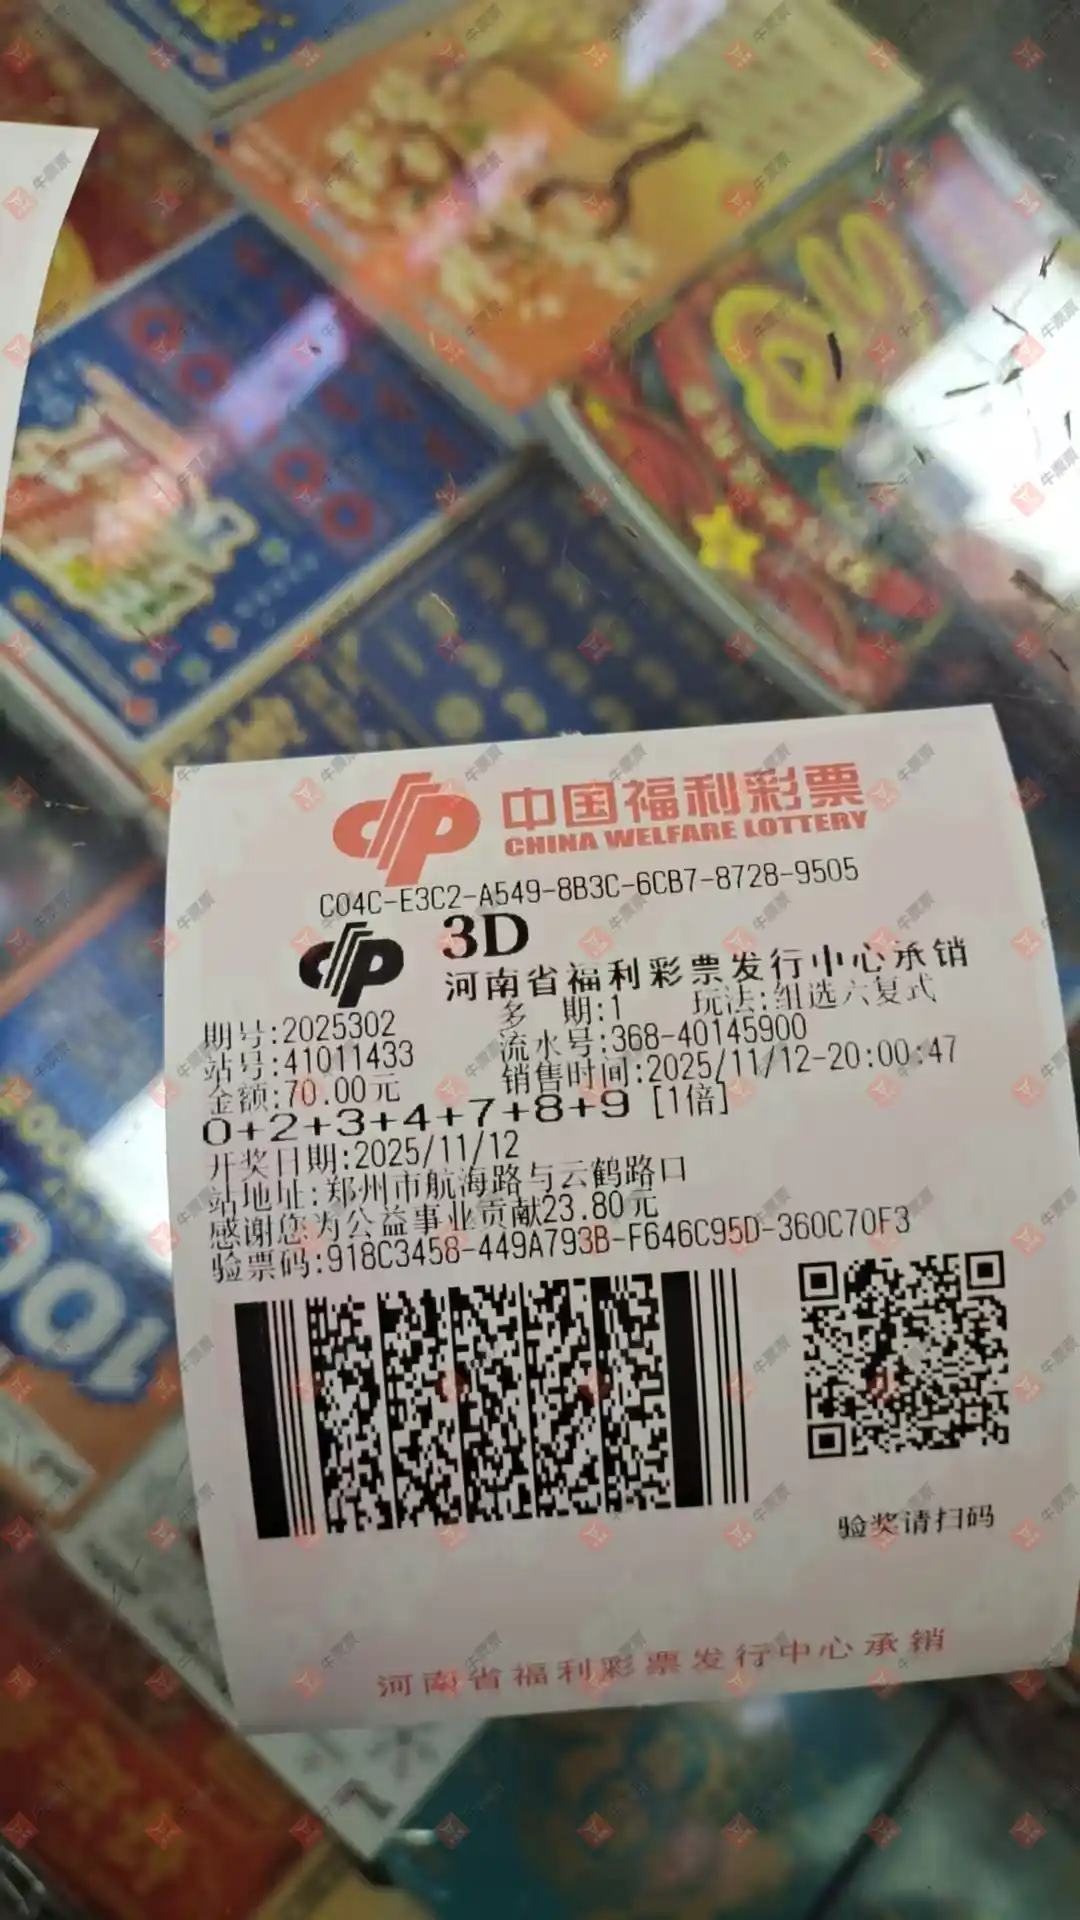 中国福利彩票
CHINA WELFARE LOTTERY
C04C-E3C2-A549-8B3C-6CB7-8728-9505
3D
河南省福利彩票发行中心承销
期号:2025302 多 期:1 玩法:组选六复式
站号:41011433 流水号:368-40145900
金额:70.00元 销售时间:2025/11/12-20:00:47
0+2+3+4+7+8+9 [1倍]
开奖日期:2025/11/12
站地址:郑州市航海路与云鹤路口
感谢您为公益事业贡献23.80元
验票码:918C3458-449A793B-F646C95D-360C70F3
验奖请扫码
河南省福利彩票发行中心承销
100
牛票票